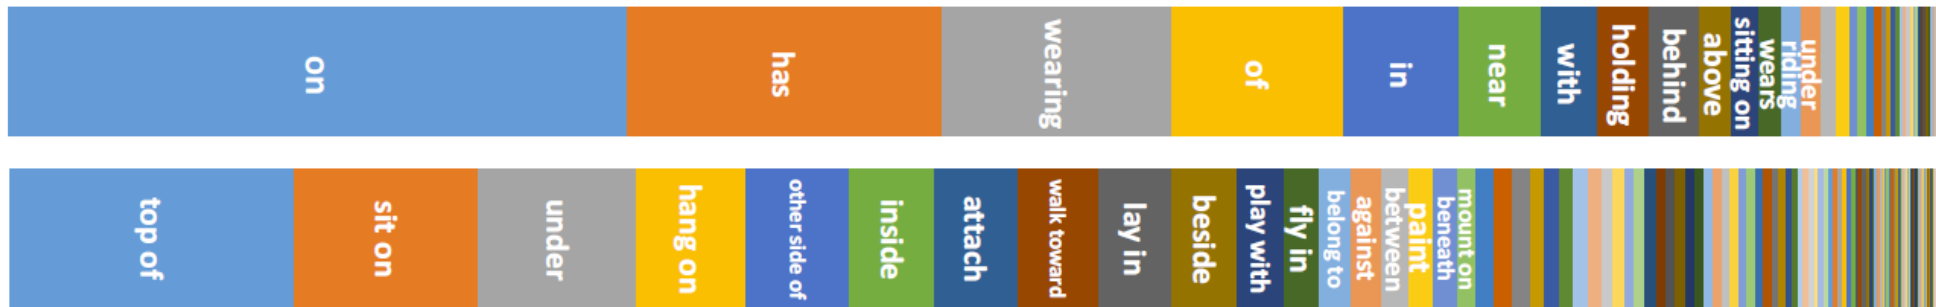 on
has
wearing
of
in
near
with
holding
behind
above
sitting on
wears
riding
under
top of
sit on
under
hang on
other side of
inside
attach
walk toward
lay in
beside
play with
fly in
belong to
against
between
paint
beneath
mount on